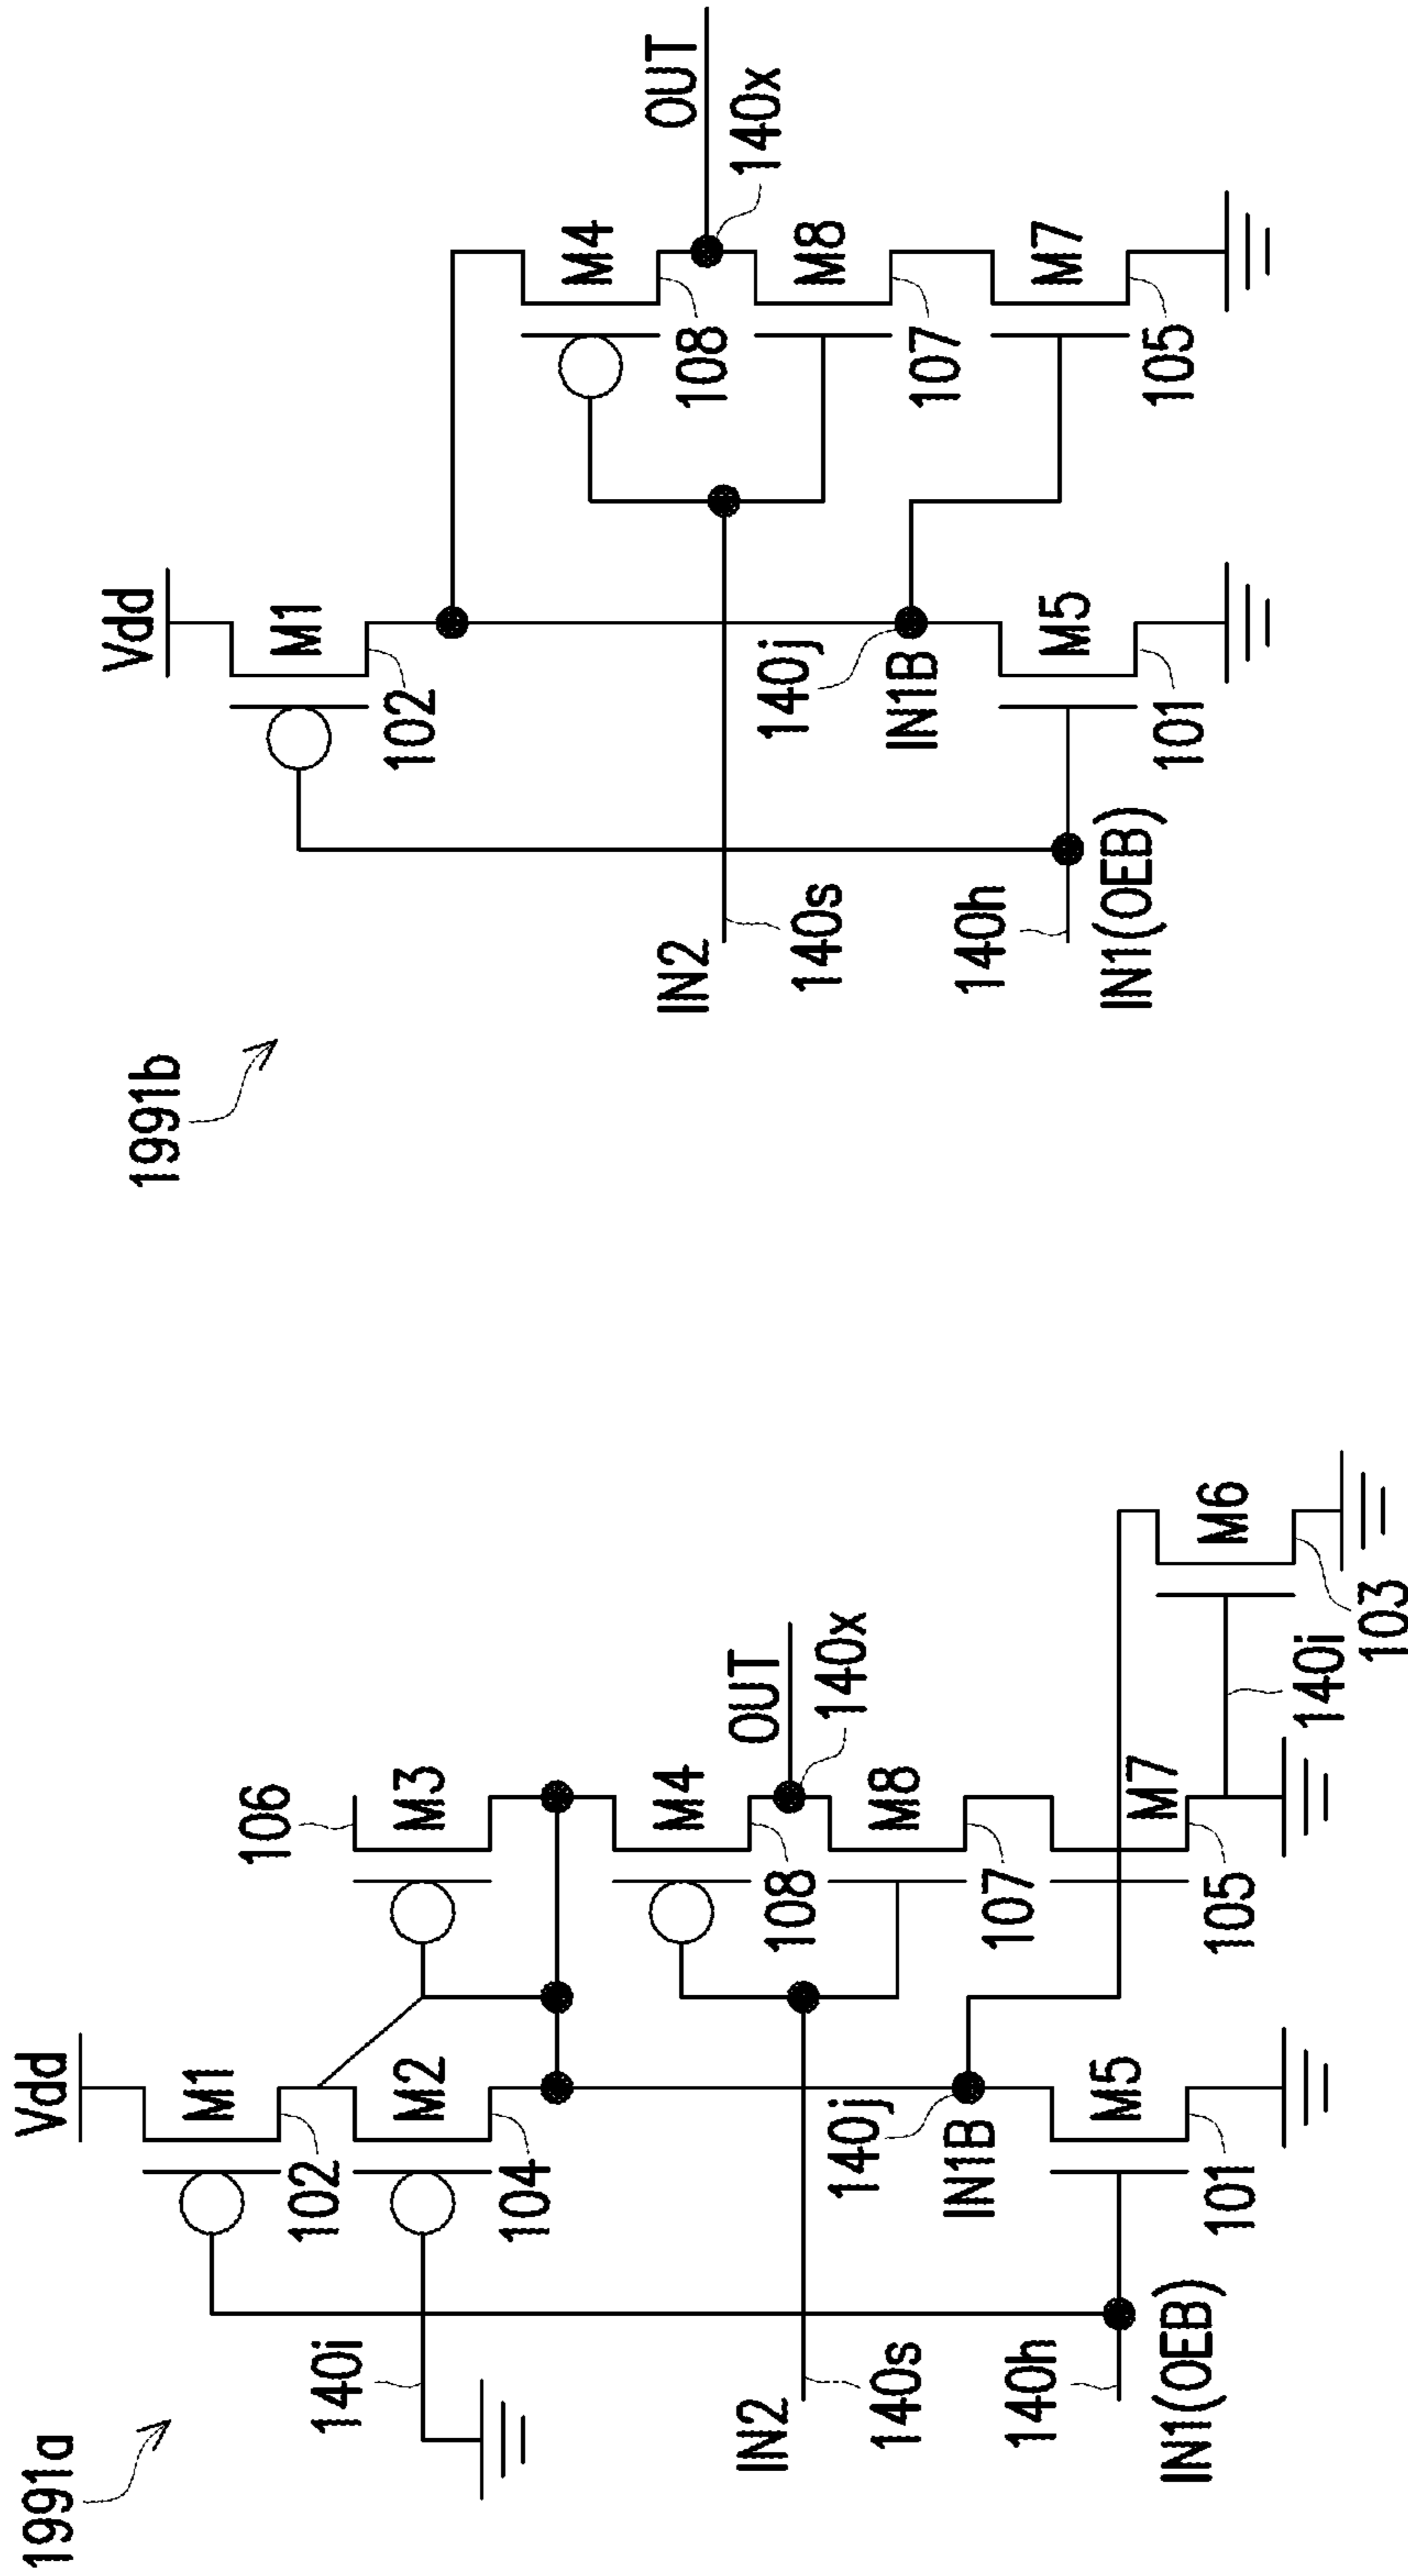 1991a
Vdd
M1
102
M2
104
140i
106
M3
M4
108
OUT
140x
IN2
140s
M8
107
140j
IN1B
140h
IN1(OEB)
M5
101
M7
105
M6
140i
103
1991b
Vdd
M1
102
M4
108
OUT
140x
IN2
140s
M8
107
140j
IN1B
140h
IN1(OEB)
M5
101
M7
105